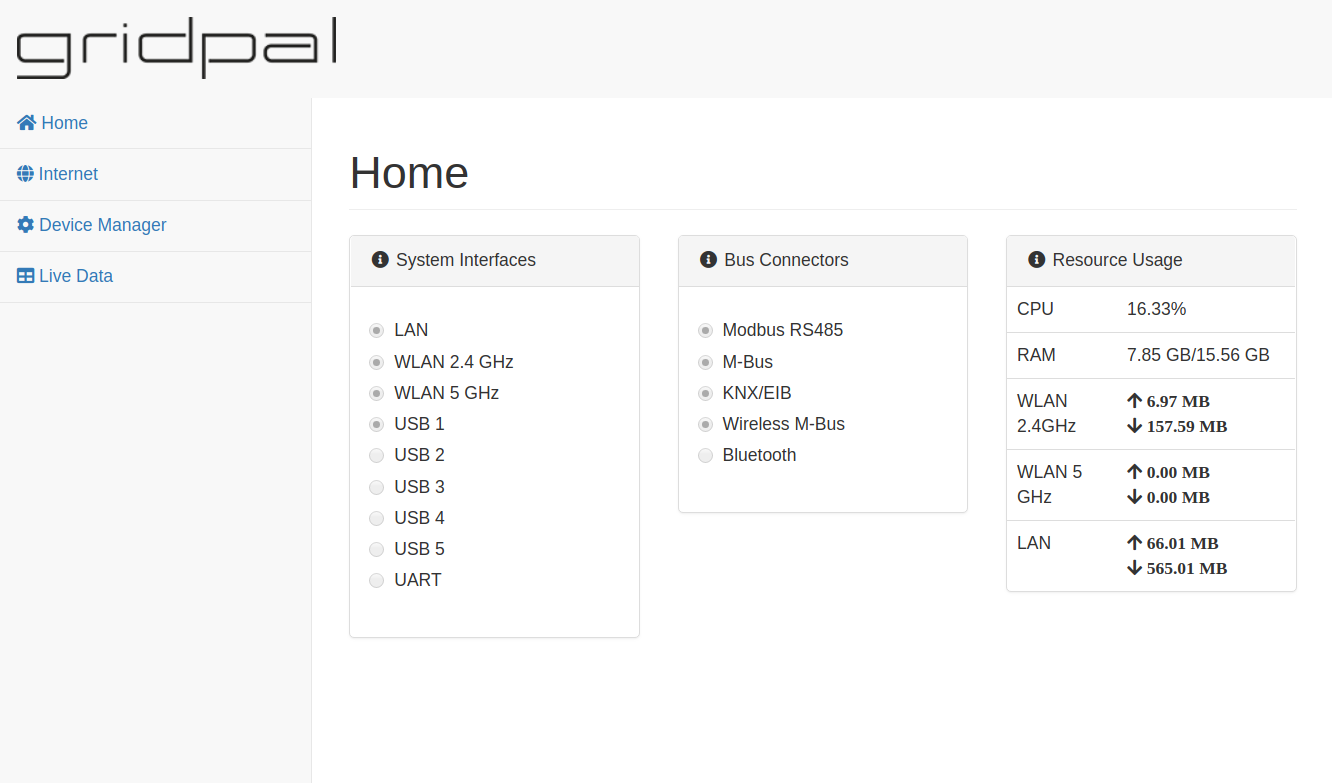 gridpal
Home
Internet
Device Manager
Live Data
Home
System Interfaces
LAN
WLAN 2.4 GHz
WLAN 5 GHz
USB 1
USB 2
USB 3
USB 4
USB 5
UART
Bus Connectors
Modbus RS485
M-Bus
KNX/EIB
Wireless M-Bus
Bluetooth
Resource Usage
CPU 16.33%
RAM 7.85 GB/15.56 GB
WLAN 6.97 MB
2.4GHz 157.59 MB
WLAN 5 0.00 MB
GHz 0.00 MB
LAN 66.01 MB
565.01 MB